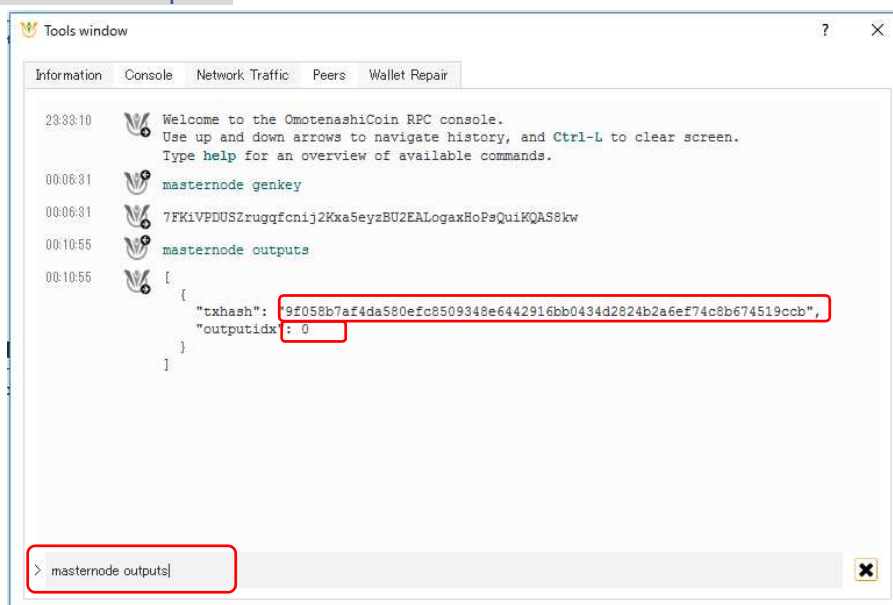 Tools window
?
Information Console Network Traffic Peers Wallet Repair
23:33:10 Welcome to the OmotenashiCoin RPC console.
Use up and down arrows to navigate history, and Ctrl-L to clear screen.
Type help for an overview of available commands.
00:06:31 masternode genkey
00:06:31 7FKiVPDUSZrugqfcnij2Kxa5eyzBU2EALogaxHoPsQuiKQAS8kw
00:10:55 masternode outputs
00:10:55 [
{
"txhash": "9f058b7af4da580efc8509348e6442916bb0434d2824b2a6ef74c8b674519ccb",
"outputidx": 0
}
]
> masternode outputs